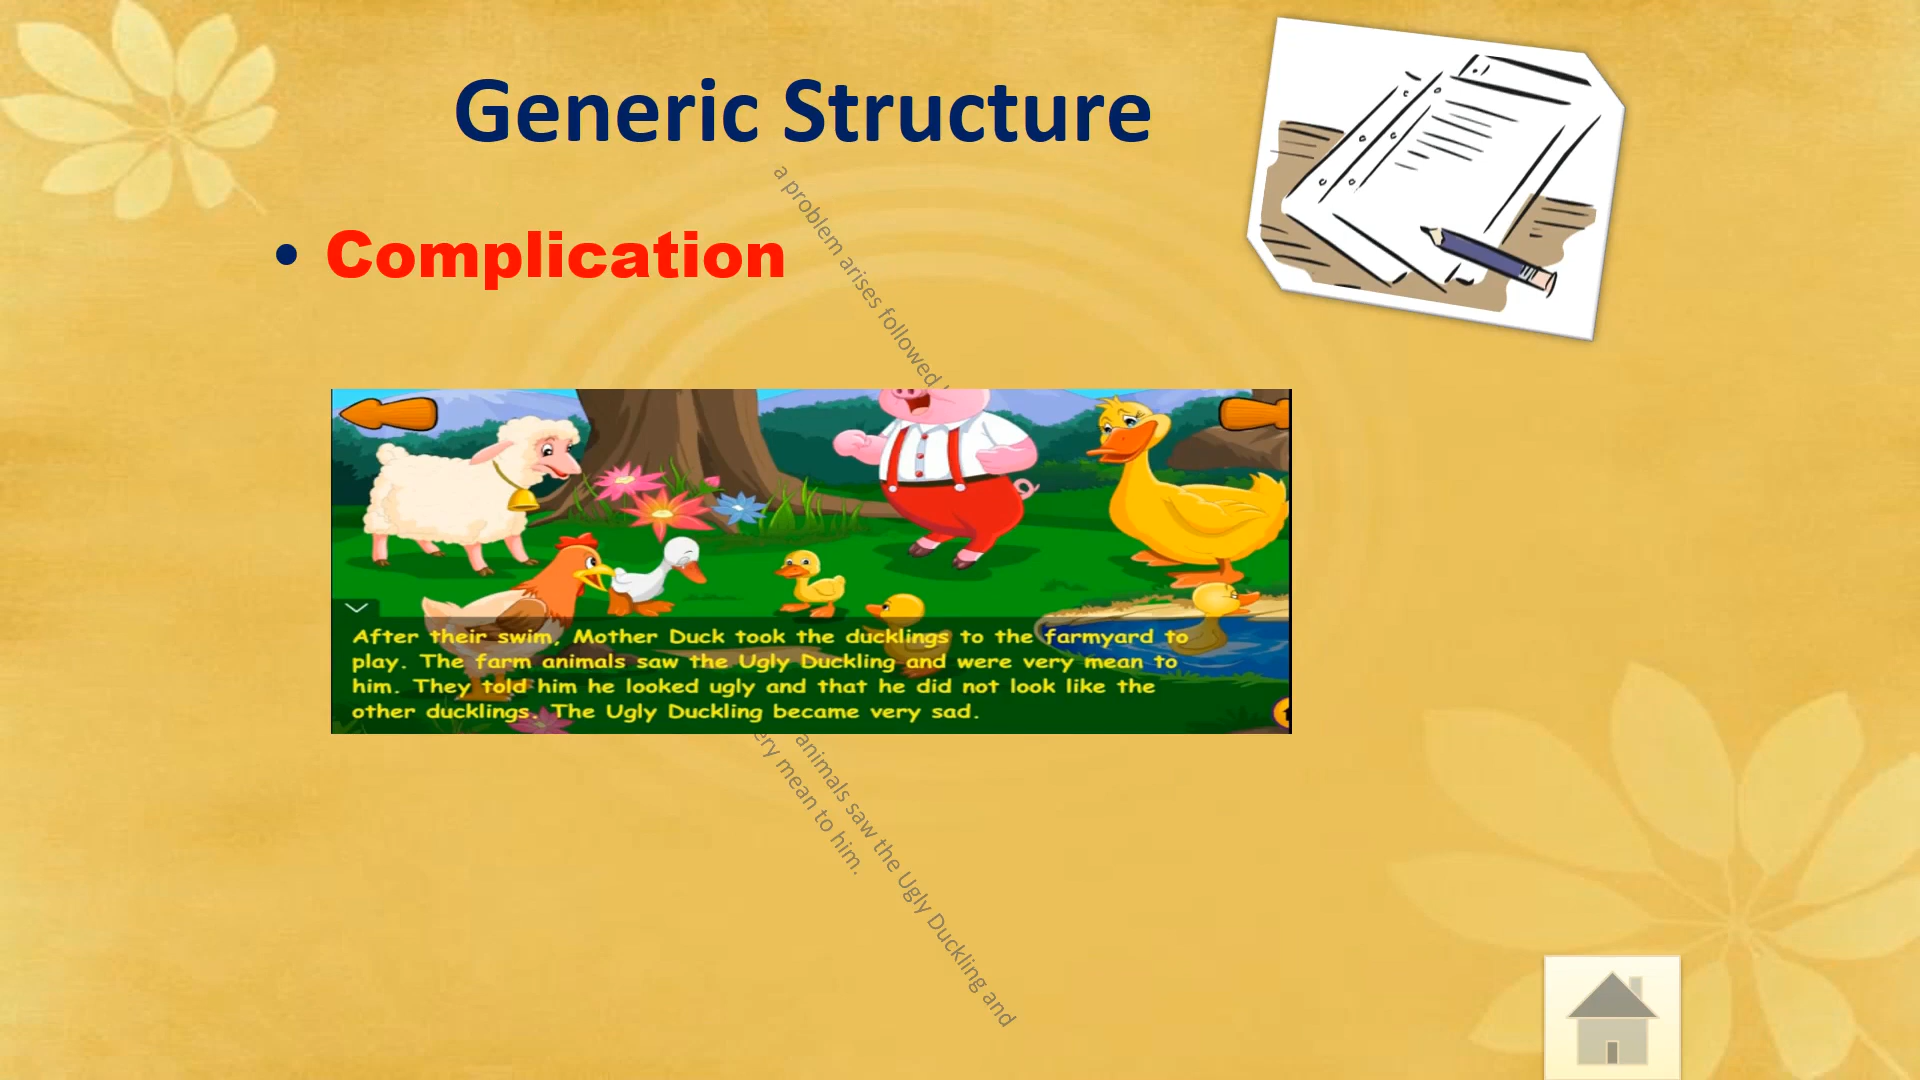 Generic Structure
• Complication
a problem arises followed
After their swim, Mother Duck took the ducklings to the farmyard to
play. The farm animals saw the Ugly Duckling and were very mean to
him. They told him he looked ugly and that he did not look like the
other ducklings. The Ugly Duckling became very sad.
animals saw the Ugly Duckling and
ery mean to him.